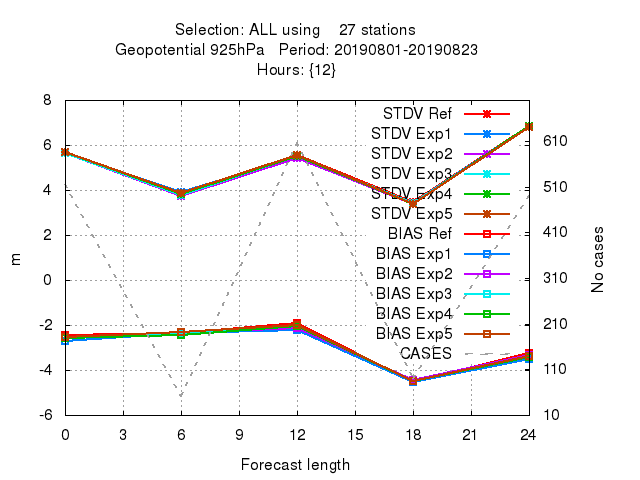 Selection: ALL using    27 stations
Geopotential 925hPa   Period: 20190801-20190823
Hours: {12}
8
6
4
2
0
-2
-4
-6
m
610
510
410
310
210
110
10
No cases
STDV Ref
STDV Exp1
STDV Exp2
STDV Exp3
STDV Exp4
STDV Exp5
BIAS Ref
BIAS Exp1
BIAS Exp2
BIAS Exp3
BIAS Exp4
BIAS Exp5
CASES
0 3 6 9 12 15 18 21 24
Forecast length